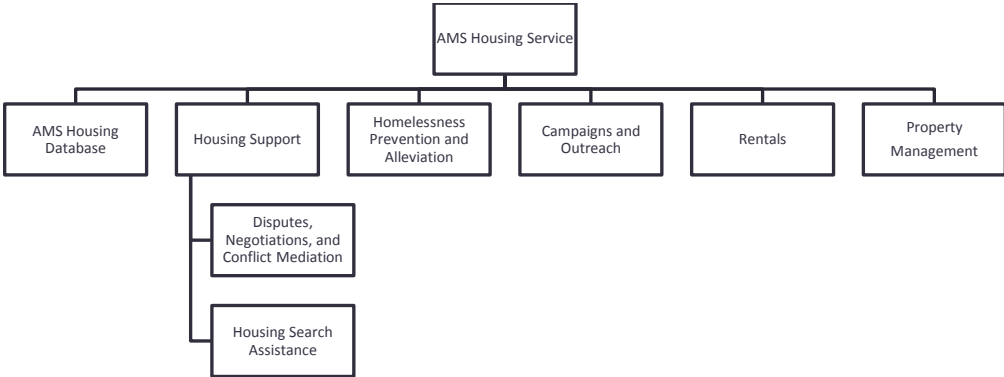 AMS Housing Service
AMS Housing
Database
Housing Support
Homelessness
Prevention and
Alleviation
Campaigns and
Outreach
Rentals
Property
Management
Disputes,
Negotiations, and
Conflict Mediation
Housing Search
Assistance